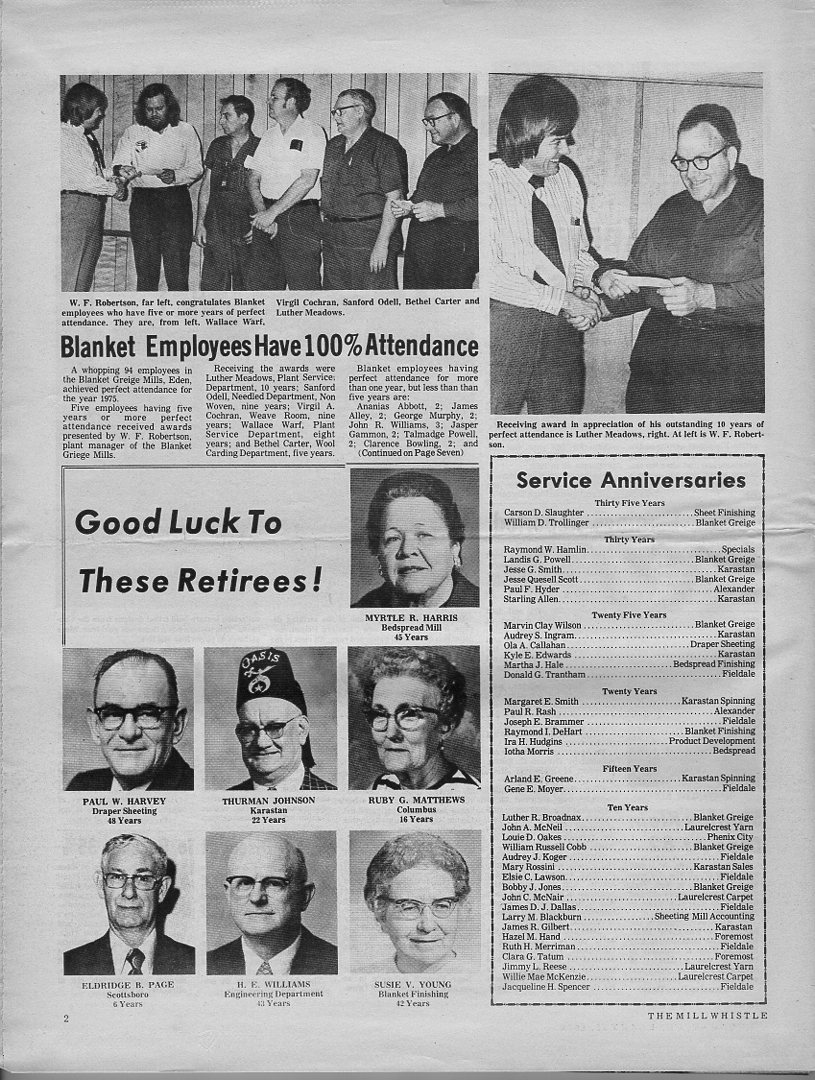 W. F. Robertson, far left, congratulates Blanket
employees who have five or more years of perfect
attendance. They are, from left, Wallace Warf,
Virgil Cochran, Sanford Odell, Bethel Carter and
Luther Meadows.
Blanket Employees Have 100% Attendance
A whopping 94 employees in
the Blanket Greige Mills, Eden,
achieved perfect attendance for
the year 1975.
Five employees having five
years or more perfect
attendance received awards
presented by W. F. Robertson,
plant manager of the Blanket
Griege Mills.
Receiving the awards were
Luther Meadows, Plant Service
Department, 10 years; Sanford
Odell, Needled Department, Non
Woven, nine years; Virgil A.
Cochran, Weave Room, nine
years; Wallace Warf, Plant
Service Department, eight
years; and Bethel Carter, Wool
Carding Department, five years.
Blanket employees having
perfect attendance for more
than one year, but less than than
five years are:
Ananias Abbott, 2; James
Alley, 2; George Murphy, 2;
John R. Williams, 3; Jasper
Gammon, 2; Talmadge Powell,
2; Clarence Bowling, 2; and
(Continued on Page Seven)
Receiving award in appreciation of his outstanding 10 years of
perfect attendance is Luther Meadows, right. At left is W. F. Robert-
son.
Good Luck To
These Retirees!
MYRTLE R. HARRIS
Bedspread Mill
45 Years
OASIS
PAUL W. HARVEY
Draper Sheeting
48 Years
THURMAN JOHNSON
Karastan
22 Years
RUBY G. MATTHEWS
Columbus
16 Years
ELDRIDGE B. PAGE
Scottsboro
6 Years
H. E. WILLIAMS
Engineering Department
43 Years
SUSIE V. YOUNG
Blanket Finishing
42 Years
Service Anniversaries
Thirty Five Years
Carson D. Slaughter ........................ Sheet Finishing
William D. Trollinger ........................ Blanket Greige
Thirty Years
Raymond W. Hamlin ........................ Specials
Landis G. Powell ........................ Blanket Greige
Jesse G. Smith ........................ Karastan
Jesse Quesell Scott ........................ Blanket Greige
Paul F. Hyder ........................ Alexander
Starling Allen ........................ Karastan
Twenty Five Years
Marvin Clay Wilson ........................ Blanket Greige
Audrey S. Ingram ........................ Karastan
Ola A. Callahan ........................ Draper Sheeting
Kyle E. Edwards ........................ Karastan
Martha J. Hale ........................ Bedspread Finishing
Donald G. Trantham ........................ Fieldale
Twenty Years
Margaret E. Smith ........................ Karastan Spinning
Paul R. Rash ........................ Alexander
Joseph E. Brammer ........................ Fieldale
Raymond I. DeHart ........................ Blanket Finishing
Ira H. Hudgins ........................ Product Development
Iotha Morris ........................ Bedspread
Fifteen Years
Arland E. Greene ........................ Karastan Spinning
Gene E. Moyer ........................ Fieldale
Ten Years
Luther R. Broadnax ........................ Blanket Greige
John A. McNeil ........................ Laurelcrest Yarn
Louie D. Oakes ........................ Phenix City
William Russell Cobb ........................ Blanket Greige
Audrey J. Koger ........................ Fieldale
Mary Rossini ........................ Karastan Sales
Elsie C. Lawson ........................ Fieldale
Bobby J. Jones ........................ Blanket Greige
John C. McNair ........................ Laurelcrest Carpet
James D. J. Dallas ........................ Fieldale
Larry M. Blackburn ........................ Sheeting Mill Accounting
James R. Gilbert ........................ Karastan
Hazel M. Hand ........................ Foremost
Ruth H. Merriman ........................ Fieldale
Clara G. Tatum ........................ Foremost
Jimmy L. Reese ........................ Laurelcrest Yarn
Willie Mae McKenzie ........................ Laurelcrest Carpet
Jacqueline H. Spencer ........................ Fieldale
2
THE MILL WHISTLE